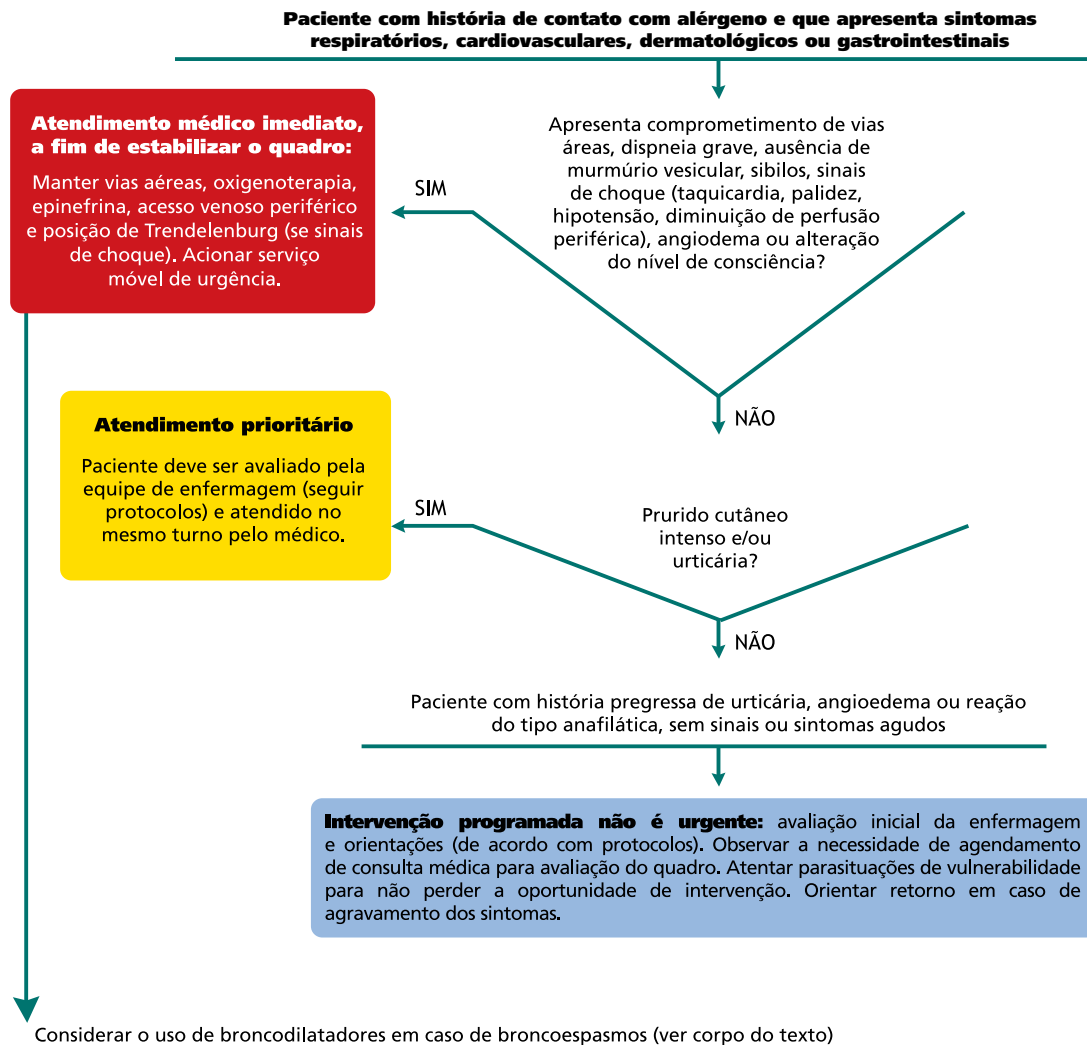 Paciente com história de contato com alérgeno e que apresenta sintomas
respiratórios, cardiovasculares, dermatológicos ou gastrointestinais
Atendimento médico imediato,
a fim de estabilizar o quadro:
Manter vias aéreas, oxigenoterapia,
epinefrina, acesso venoso periférico
e posição de Trendelenburg (se sinais
de choque). Acionar serviço
móvel de urgência.
SIM
Apresenta comprometimento de vias
áreas, dispneia grave, ausência de
murmúrio vesicular, sibilos, sinais
de choque (taquicardia, palidez,
hipotensão, diminuição de perfusão
periférica), angiodema ou alteração
do nível de consciência?
NÃO
Atendimento prioritário
Paciente deve ser avaliado pela
equipe de enfermagem (seguir
protocolos) e atendido no
mesmo turno pelo médico.
SIM
Prurido cutâneo
intenso e/ou
urticária?
NÃO
Paciente com história pregressa de urticária, angioedema ou reação
do tipo anafilática, sem sinais ou sintomas agudos
Intervenção programada não é urgente: avaliação inicial da enfermagem
e orientações (de acordo com protocolos). Observar a necessidade de agendamento
de consulta médica para avaliação do quadro. Atentar parasituações de vulnerabilidade
para não perder a oportunidade de intervenção. Orientar retorno em caso de
agravamento dos sintomas.
Considerar o uso de broncodilatadores em caso de broncoespasmos (ver corpo do texto)